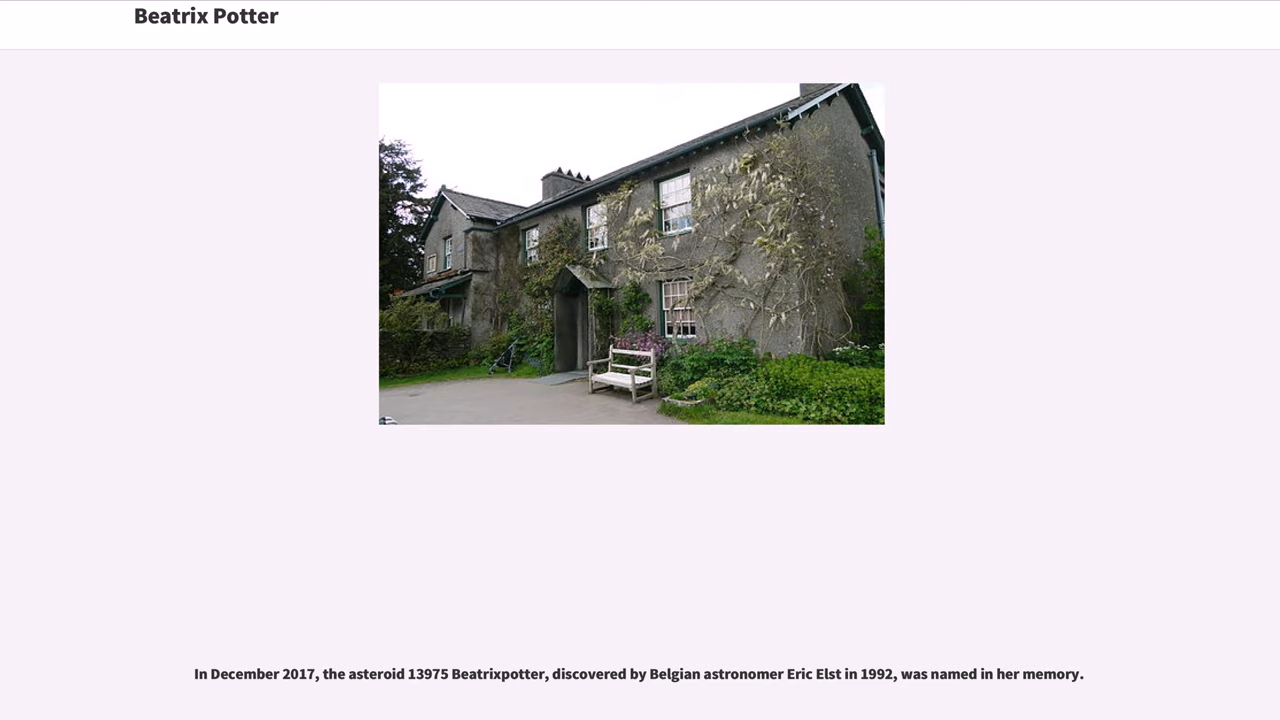 Beatrix Potter
In December 2017, the asteroid 13975 Beatrixpotter, discovered by Belgian astronomer Eric Elst in 1992, was named in her memory.